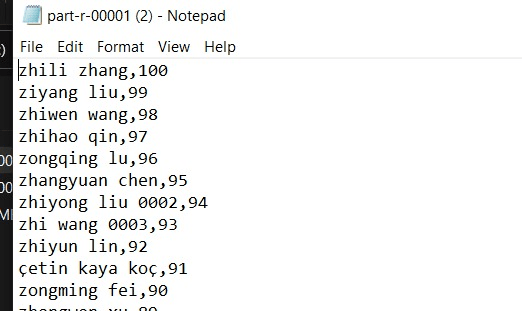 part-r-00001 (2) - Notepad
File Edit Format View Help
zhili zhang,100
ziyang liu,99
zhiwen wang,98
zhihao qin,97
zongqing lu,96
zhangyuan chen,95
zhiyong liu 0002,94
zhi wang 0003,93
zhiyun lin,92
çetin kaya koç,91
zongming fei,90